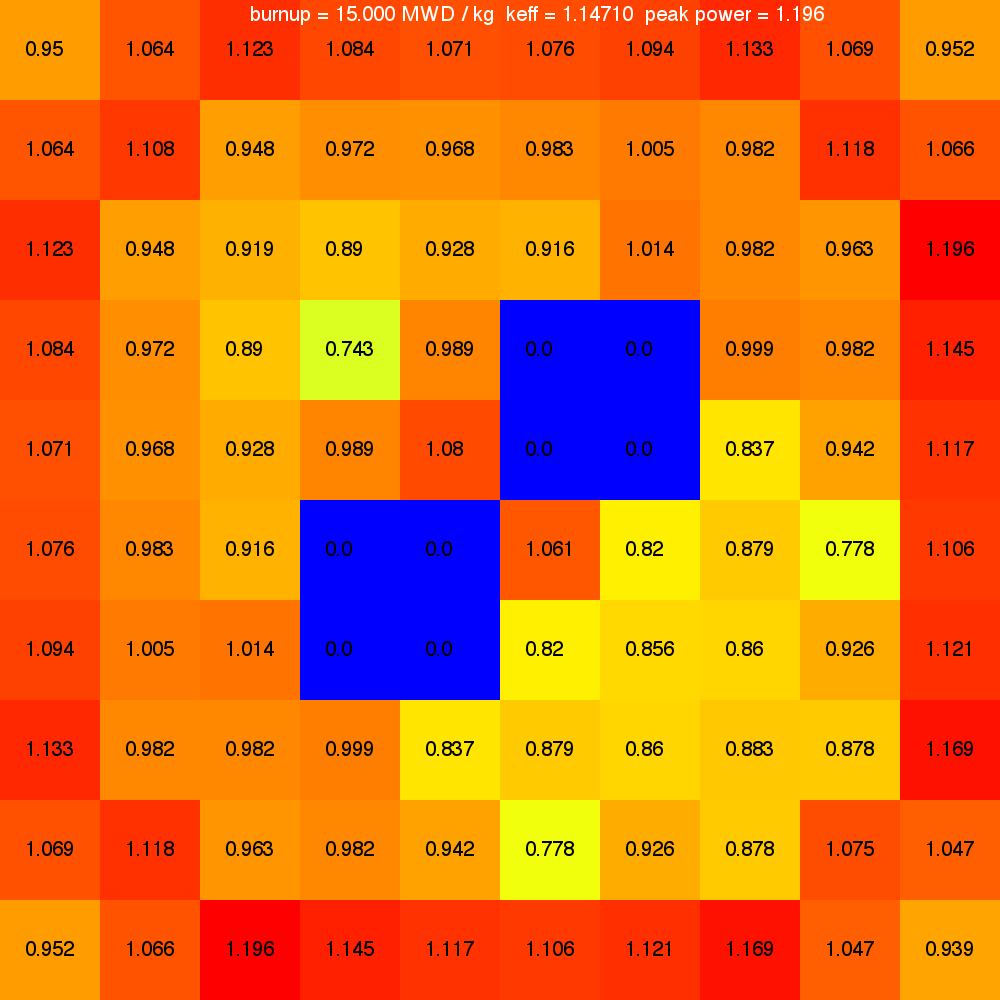 burnup = 15.000 MWD / kg keff = 1.14710 peak power = 1.196
0.95 1.064 1.123 1.084 1.071 1.076 1.094 1.133 1.069 0.952
1.064 1.108 0.948 0.972 0.968 0.983 1.005 0.982 1.118 1.066
1.123 0.948 0.919 0.89 0.928 0.916 1.014 0.982 0.963 1.196
1.084 0.972 0.89 0.743 0.989 0.0 0.0 0.999 0.982 1.145
1.071 0.968 0.928 0.989 1.08 0.0 0.0 0.837 0.942 1.117
1.076 0.983 0.916 0.0 0.0 1.061 0.82 0.879 0.778 1.106
1.094 1.005 1.014 0.0 0.0 0.82 0.856 0.86 0.926 1.121
1.133 0.982 0.982 0.999 0.837 0.879 0.86 0.883 0.878 1.169
1.069 1.118 0.963 0.982 0.942 0.778 0.926 0.878 1.075 1.047
0.952 1.066 1.196 1.145 1.117 1.106 1.121 1.169 1.047 0.939